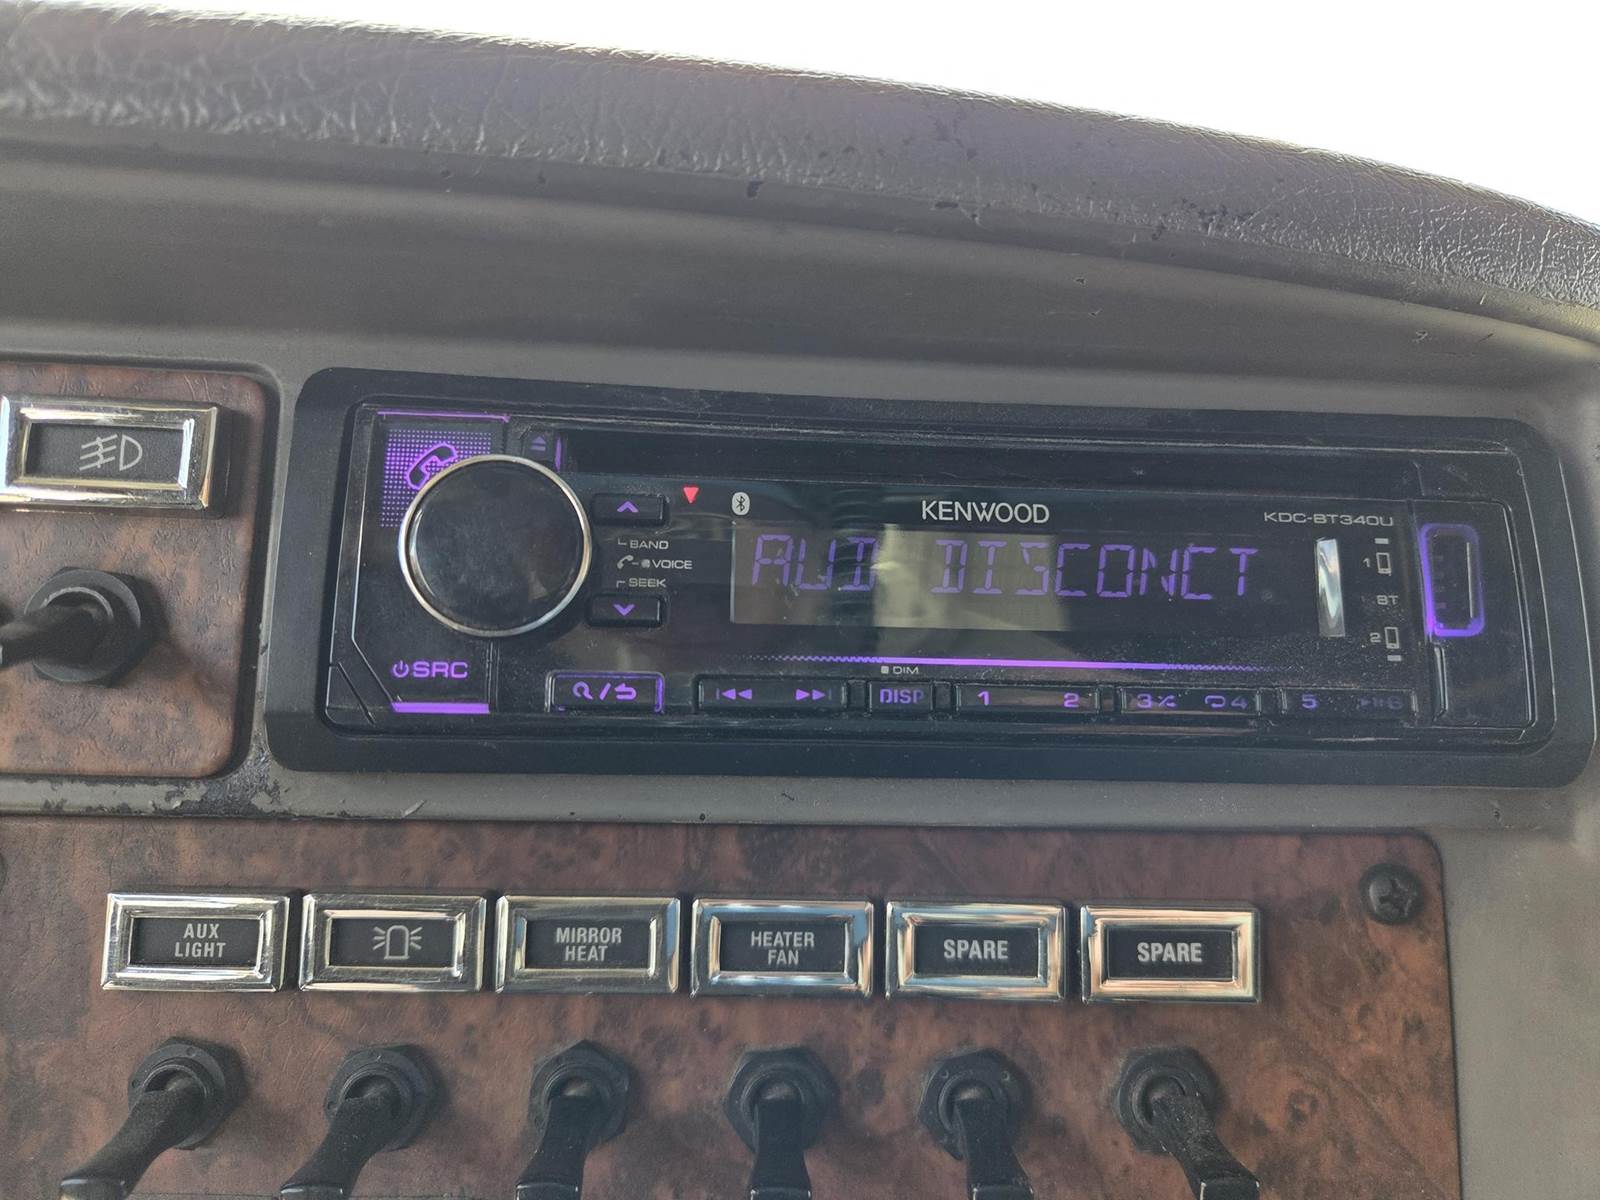 KENWOOD
KDC-BT340U
BAND
VOICE
SEEK
AUD DISCONCT
1
BT
2
SRC
DIM
DISP
1
2
3
4
5
6
AUX
LIGHT
MIRROR
HEAT
HEATER
FAN
SPARE
SPARE